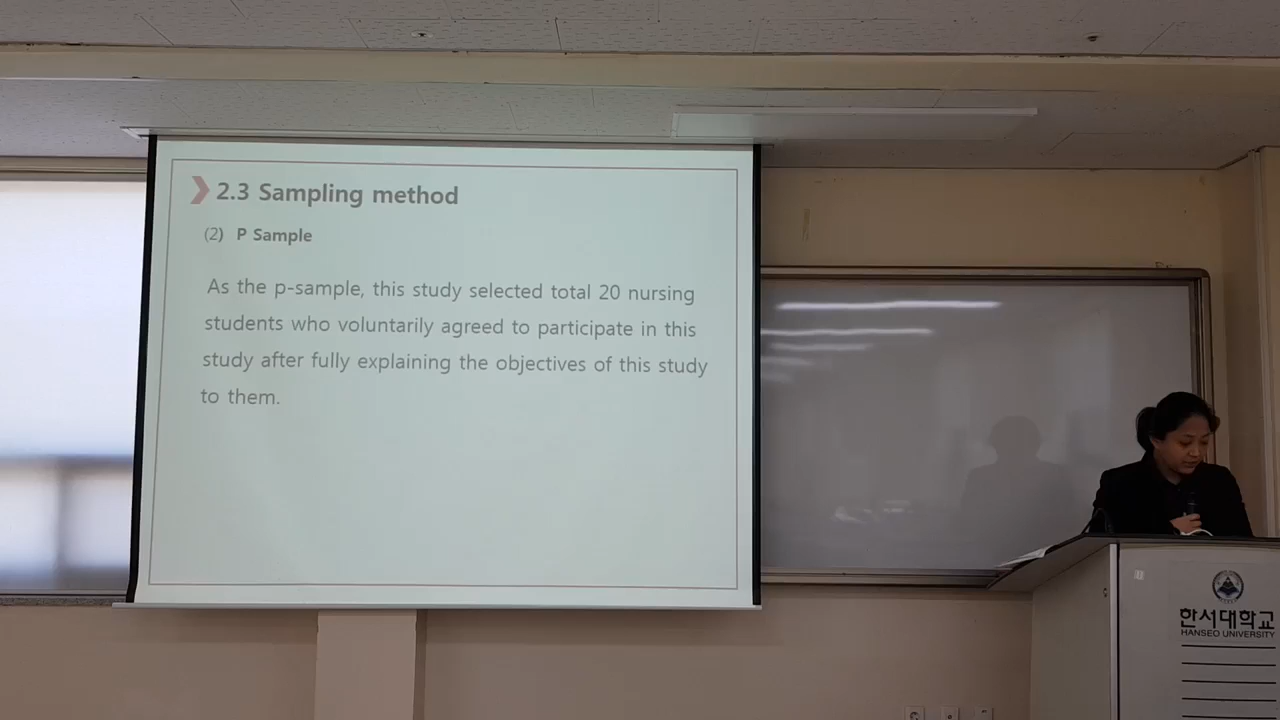 2.3 Sampling method
(2) P Sample
As the p-sample, this study selected total 20 nursing
students who voluntarily agreed to participate in this
study after fully explaining the objectives of this study
to them.
한서대학교
HANSEO UNIVERSITY